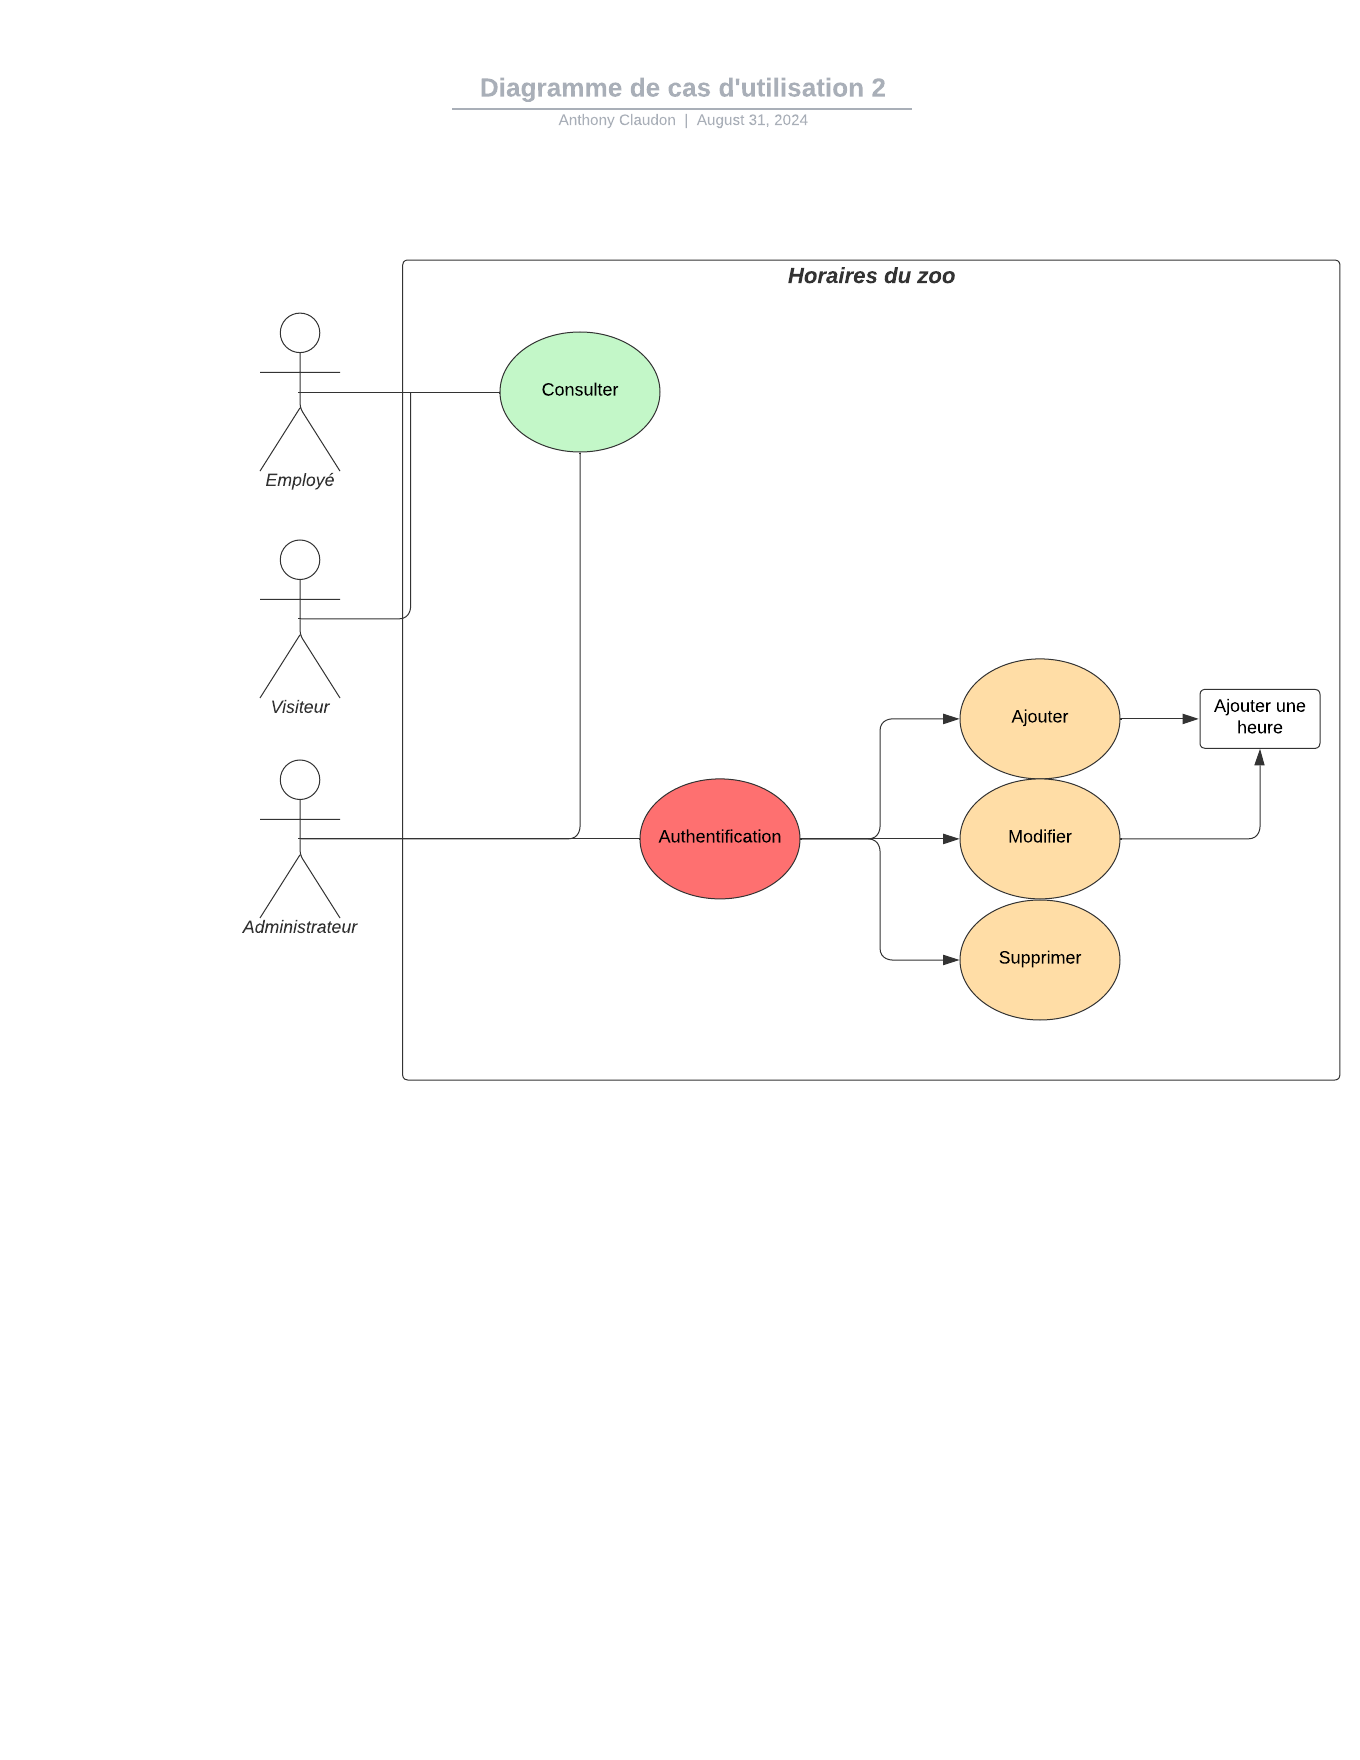 Diagramme de cas d'utilisation 2
Anthony Claudon | August 31, 2024
Horaires du zoo
Consulter
Employé
Visiteur
Ajouter
Ajouter une
heure
Authentification
Modifier
Administrateur
Supprimer